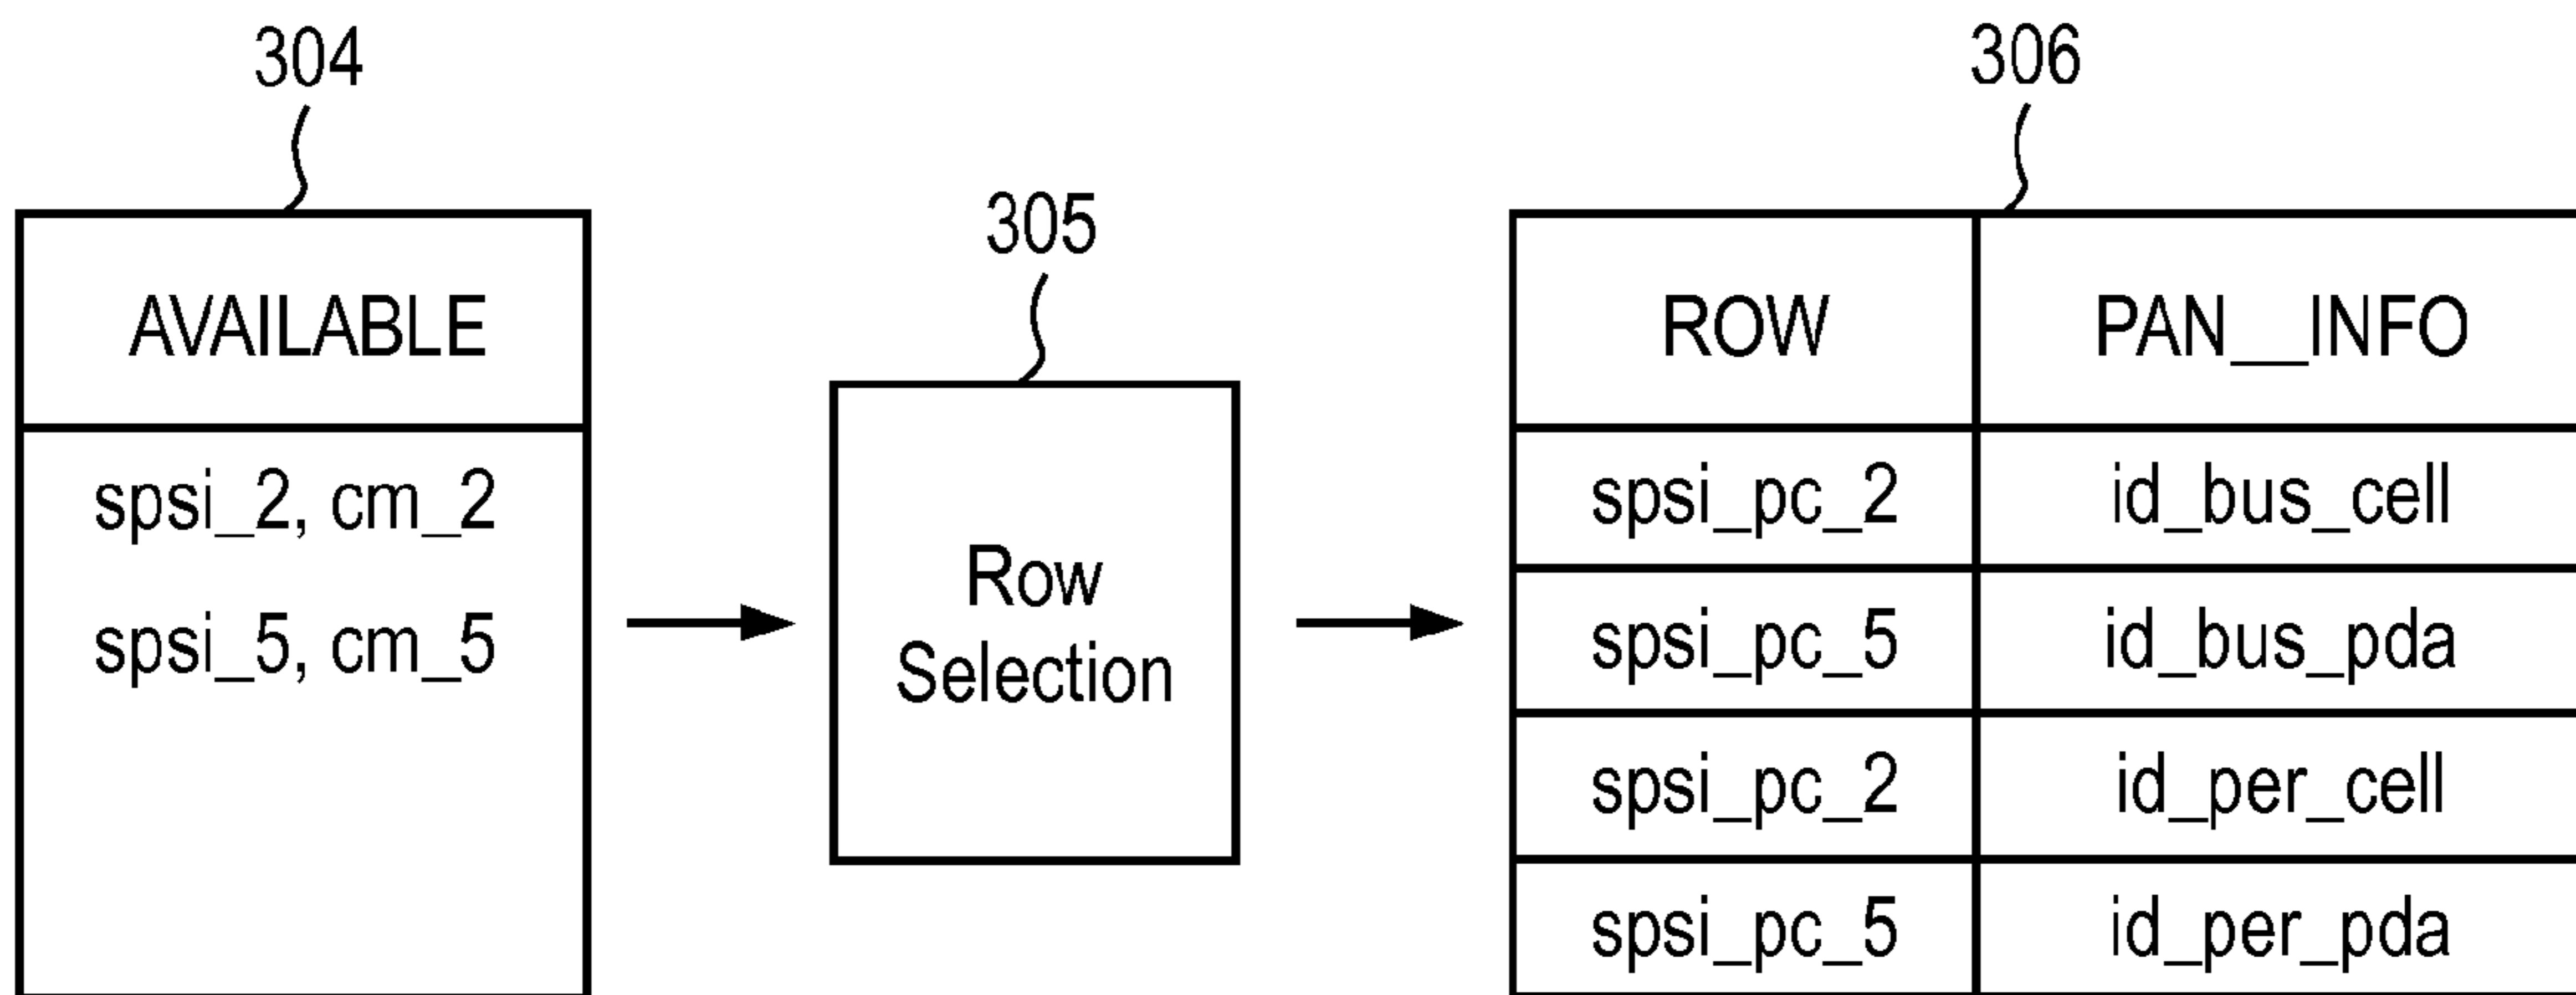 304
AVAILABLE
spsi_2, cm_2
spsi_5, cm_5
305
Row
Selection
306
ROW PAN__INFO
spsi_pc_2 id_bus_cell
spsi_pc_5 id_bus_pda
spsi_pc_2 id_per_cell
spsi_pc_5 id_per_pda